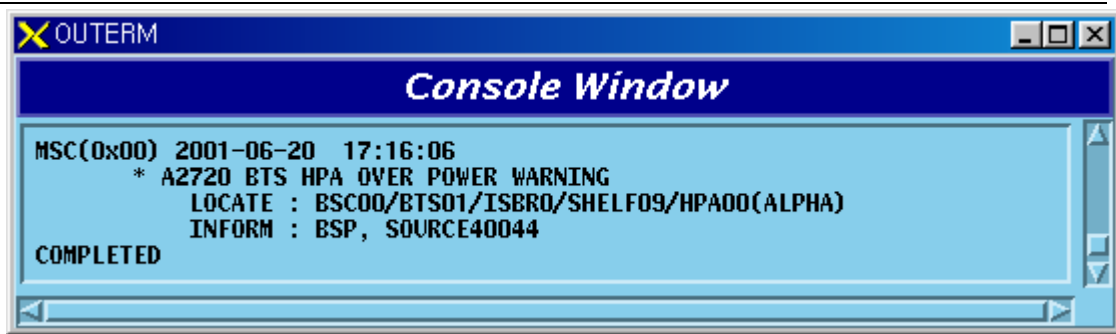 OUTERM
Console Window
MSC(0x00) 2001-06-20 17:16:06
* A2720 BTS HPA OVER POWER WARNING
LOCATE : BSC00/BTS01/ISBR0/SHELF09/HPA00(ALPHA)
INFORM : BSP, SOURCE40044
COMPLETED